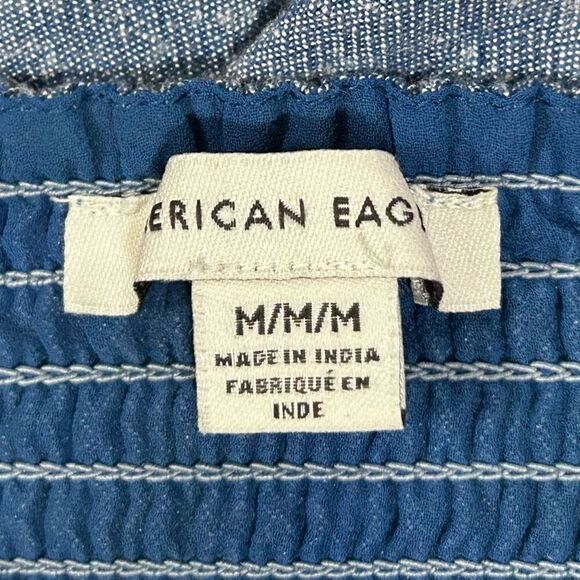 ERICAN EAG
M/M/M
MADE IN INDIA
FABRIQUÉ EN
INDE